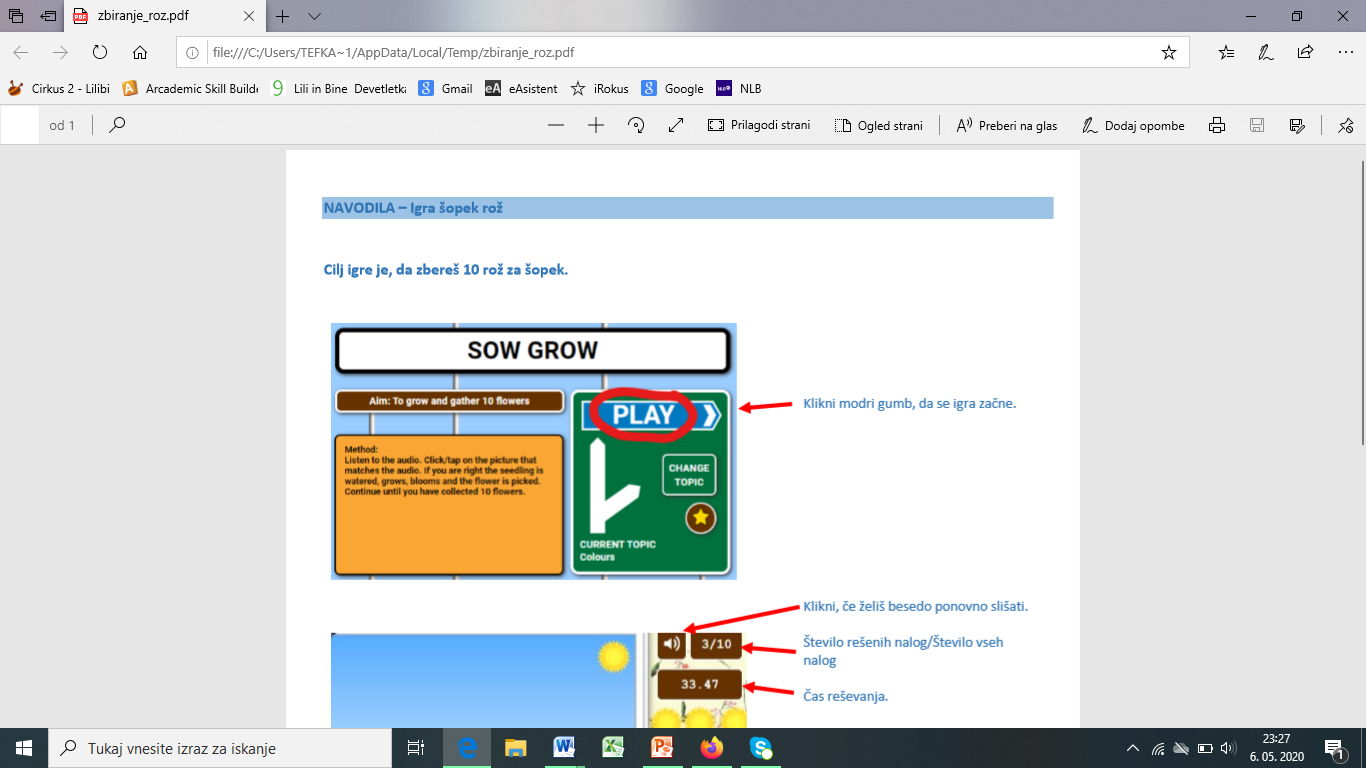 zbiranje_roz.pdf
file:///C:/Users/TEFKA~1/AppData/Local/Temp/zbiranje_roz.pdf
Cirkus 2 - Lilibi Arcademic Skill Builde Lili in Bine Devetletka Gmail eAsistent iRokus Google NLB
od 1 Prilagodi strani Ogled strani Preberi na glas Dodaj opombe
NAVODILA – Igra šopek rož
Cilj igre je, da zbereš 10 rož za šopek.
SOW GROW
Aim: To grow and gather 10 flowers
PLAY
Klikni modri gumb, da se igra začne.
Method:
Listen to the audio. Click/tap on the picture that
matches the audio. If you are right the seedling is
watered, grows, blooms and the flower is picked.
Continue until you have collected 10 flowers.
CHANGE
TOPIC
CURRENT TOPIC
Colours
Klikni, če želiš besedo ponovno slišati.
3/10
Število rešenih nalog/Število vseh
nalog
33.47
Čas reševanja.
Tukaj vnesite izraz za iskanje
23:27
6. 05. 2020
1